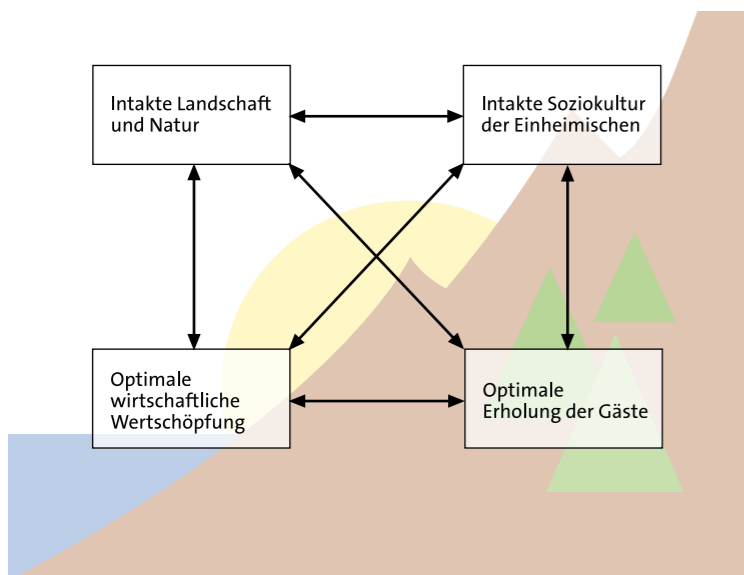 Intakte Landschaft
und Natur
Intakte Soziokultur
der Einheimischen
Optimale
wirtschaftliche
Wertschöpfung
Optimale
Erholung der Gäste